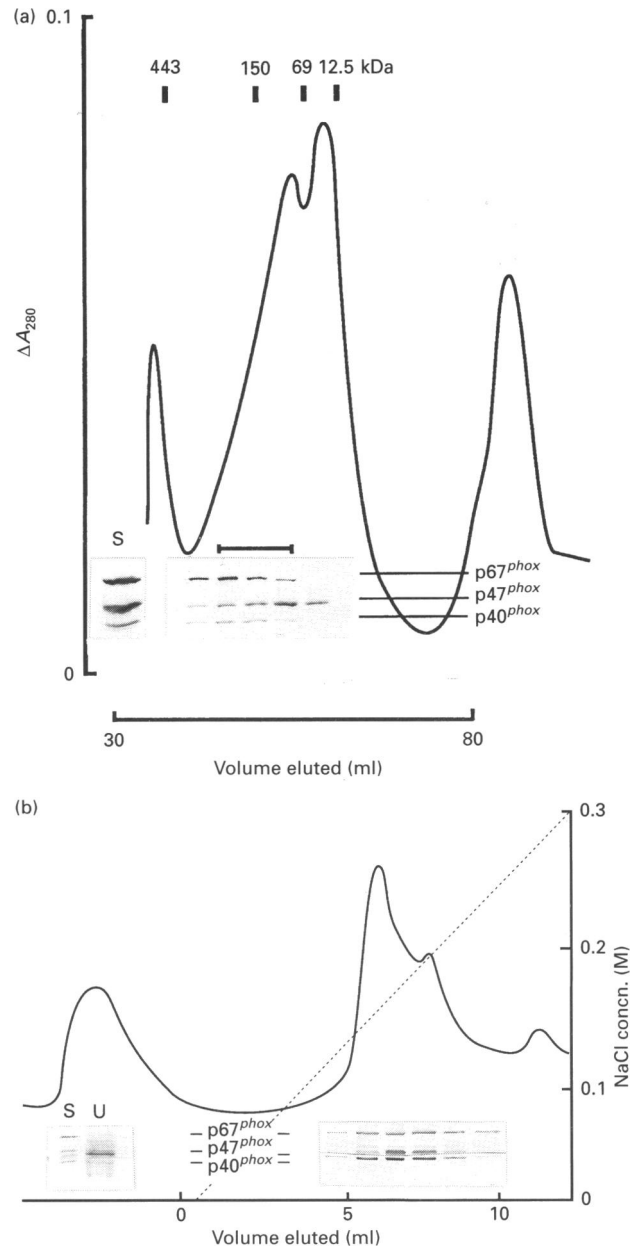 (a)
0.1
443 150 69 12.5 kDa
ΔA280
S
p67phox
p47phox
p40phox
0
30 80
Volume eluted (ml)
(b)
0.3
0.2
NaCl concn. (M)
0.1
S U
p67phox
p47phox
p40phox
0
0 5 10
Volume eluted (ml)